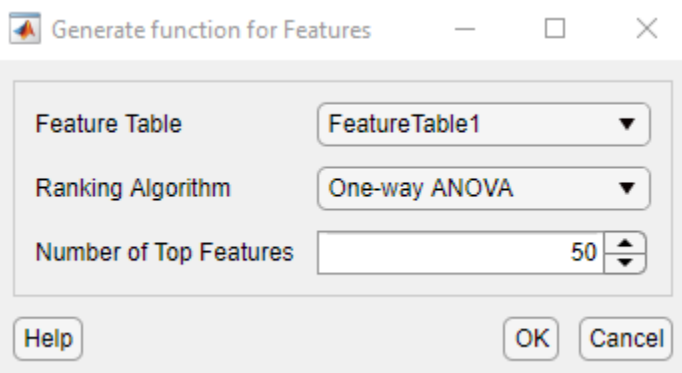 Generate function for Features
Feature Table FeatureTable1
Ranking Algorithm One-way ANOVA
Number of Top Features 50
Help OK Cancel